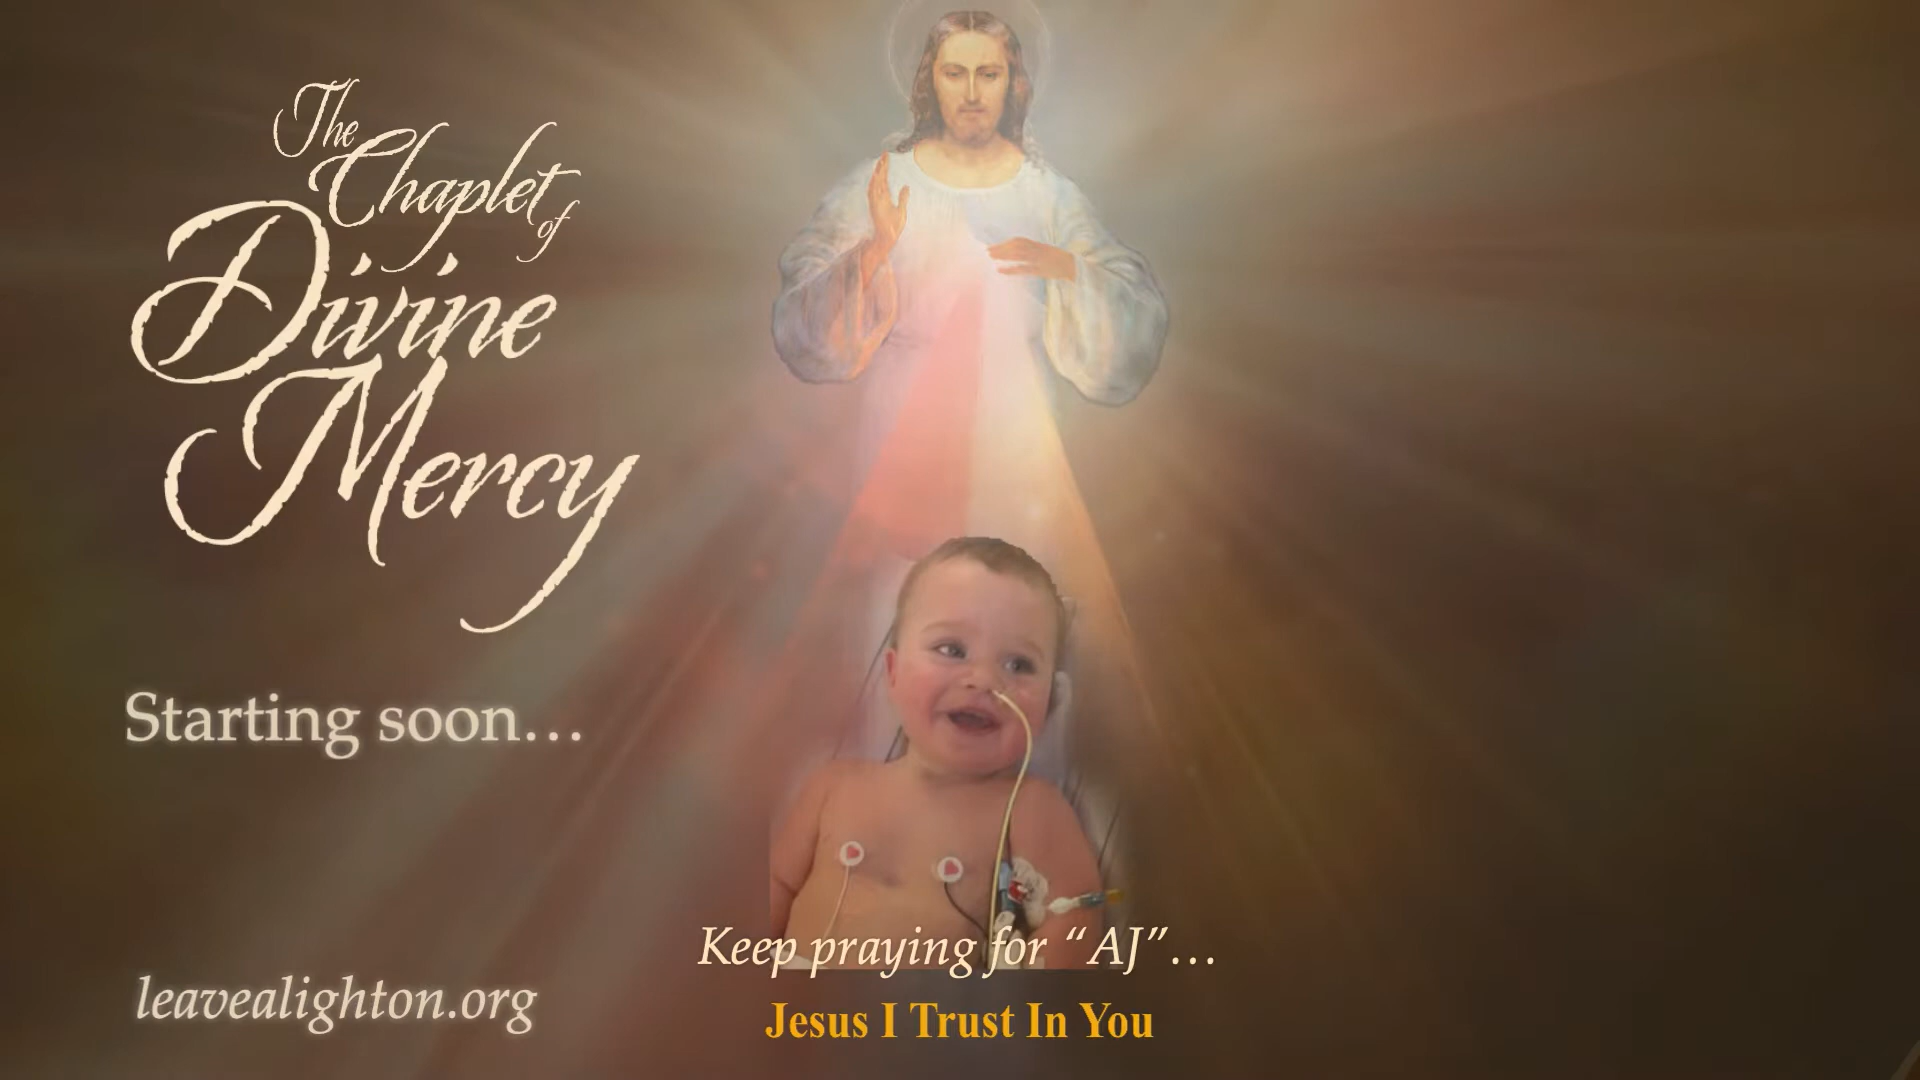 The
Chaplet
of
Divine
Mercy
Starting soon...
Keep praying for “AJ”...
leavealighton.org
Jesus I Trust In You